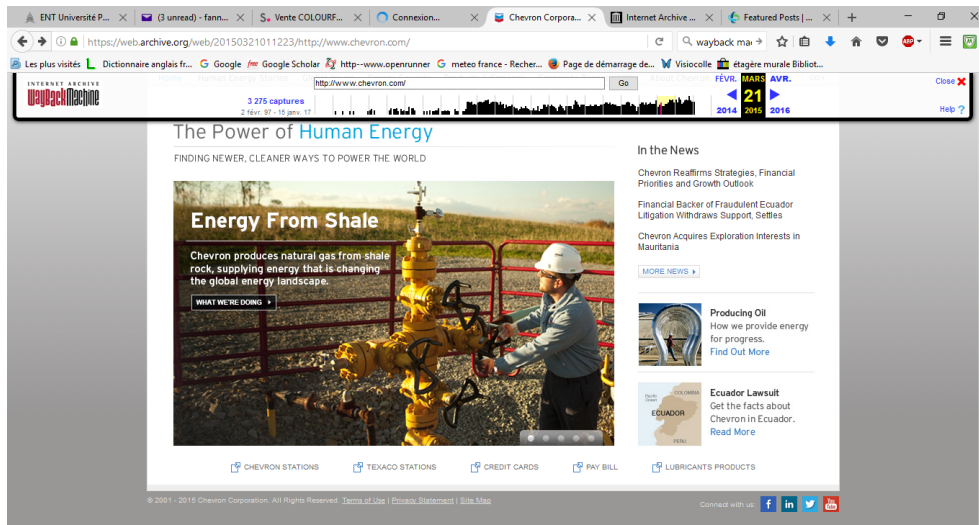 ENT Université P...
(3 unread) - fann...
Vente COLOURF...
Connexion...
Chevron Corpora...
Internet Archive ...
Featured Posts | ...
https://web.archive.org/web/20150321011223/http://www.chevron.com/
wayback mac
ABP
Les plus visités
Dictionnaire anglais fr...
Google
Google Scholar
http--www.openrunner
meteo france - Recher...
Page de démarrage de...
Visiocolle
étagère murale Bibliot...
INTERNET ARCHIVE
WayBackMachine
http://www.chevron.com/
Go
3 275 captures
2 févr. 97 - 16 janv. 17
FÉVR. MARS AVR.
21
2014 2015 2016
Close
Help ?
The Power of Human Energy
FINDING NEWER, CLEANER WAYS TO POWER THE WORLD
Energy From Shale
Chevron produces natural gas from shale
rock, supplying energy that is changing
the global energy landscape.
WHAT WE'RE DOING
In the News
Chevron Reaffirms Strategies, Financial
Priorities and Growth Outlook
Financial Backer of Fraudulent Ecuador
Litigation Withdraws Support, Settles
Chevron Acquires Exploration Interests in
Mauritania
MORE NEWS
Producing Oil
How we provide energy
for progress.
Find Out More
Pacific
Ocean
COLOMBIA
ECUADOR
PERU
Ecuador Lawsuit
Get the facts about
Chevron in Ecuador.
Read More
CHEVRON STATIONS
TEXACO STATIONS
CREDIT CARDS
PAY BILL
LUBRICANTS PRODUCTS
© 2001 - 2015 Chevron Corporation. All Rights Reserved. Terms of Use | Privacy Statement | Site Map
Connect with us:
You
Tube